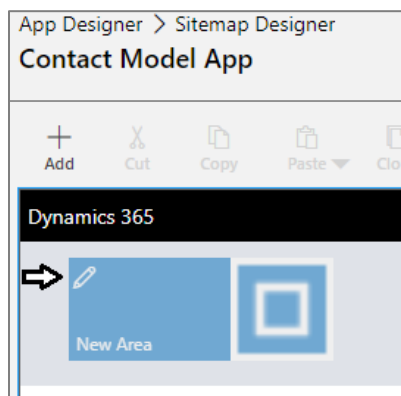 App Designer > Sitemap Designer
Contact Model App
Add Cut Copy Paste
Dynamics 365
New Area